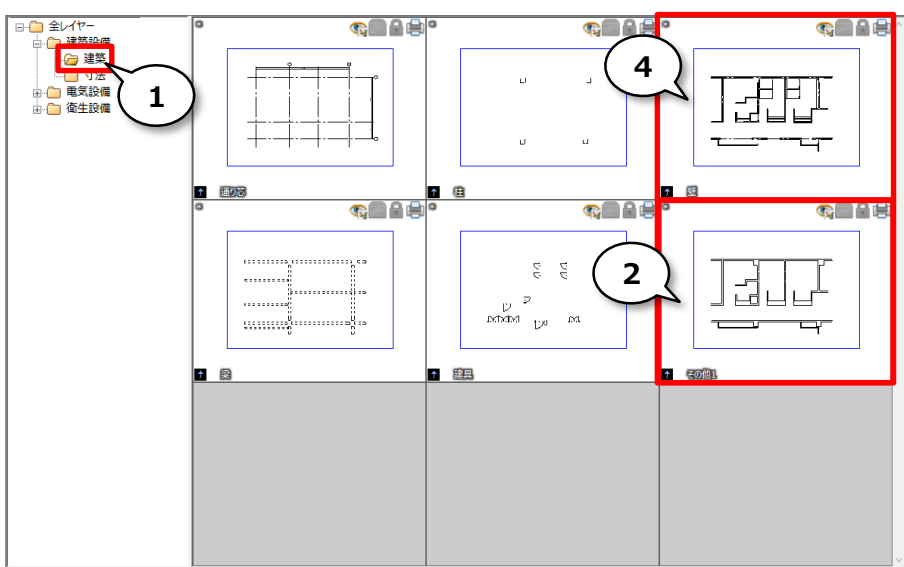 全レイヤー
建築設備
建築
寸法
電気設備
衛生設備
1
4
通り芯
柱
壁
2
梁
建具
その他1